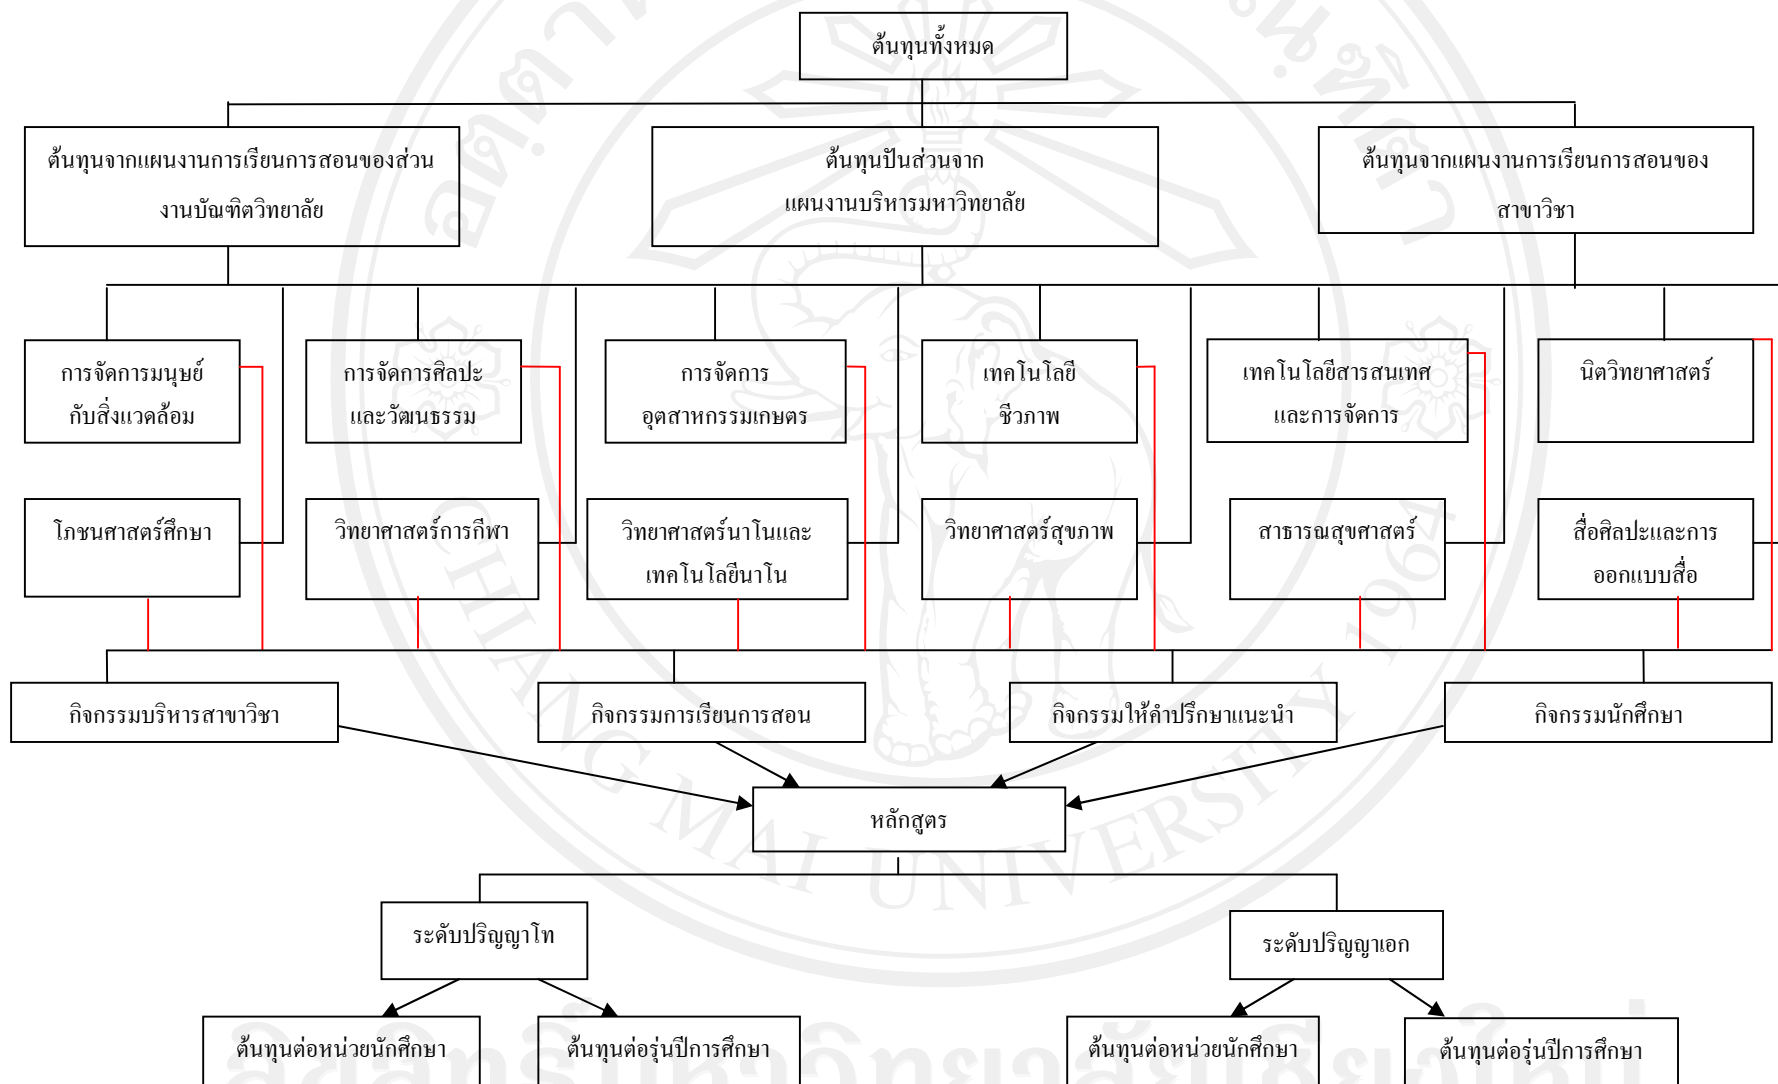 ต้นทุนทั้งหมด
ต้นทุนจากแผนงานการเรียนการสอนของส่วน
งานบัณฑิตวิทยาลัย
ต้นทุนปันส่วนจาก
แผนงานบริหารมหาวิทยาลัย
ต้นทุนจากแผนงานการเรียนการสอนของ
สาขาวิชา
การจัดการมนุษย์
กับสิ่งแวดล้อม
การจัดการศิลปะ
และวัฒนธรรม
การจัดการ
อุตสาหกรรมเกษตร
เทคโนโลยี
ชีวภาพ
เทคโนโลยีสารสนเทศ
และการจัดการ
นิติวิทยาศาสตร์
โภชนศาสตร์ศึกษา
วิทยาศาสตร์การกีฬา
วิทยาศาสตร์นาโนและ
เทคโนโลยีนาโน
วิทยาศาสตร์สุขภาพ
สาธารณสุขศาสตร์
สื่อศิลปะและการ
ออกแบบสื่อ
กิจกรรมบริหารสาขาวิชา
กิจกรรมการเรียนการสอน
กิจกรรมให้คำปรึกษาแนะนำ
กิจกรรมนักศึกษา
หลักสูตร
ระดับปริญญาโท
ระดับปริญญาเอก
ต้นทุนต่อหน่วยนักศึกษา
ต้นทุนต่อรุ่นปีการศึกษา
ต้นทุนต่อหน่วยนักศึกษา
ต้นทุนต่อรุ่นปีการศึกษา
CHIANG MAI UNIVERSITY 1964